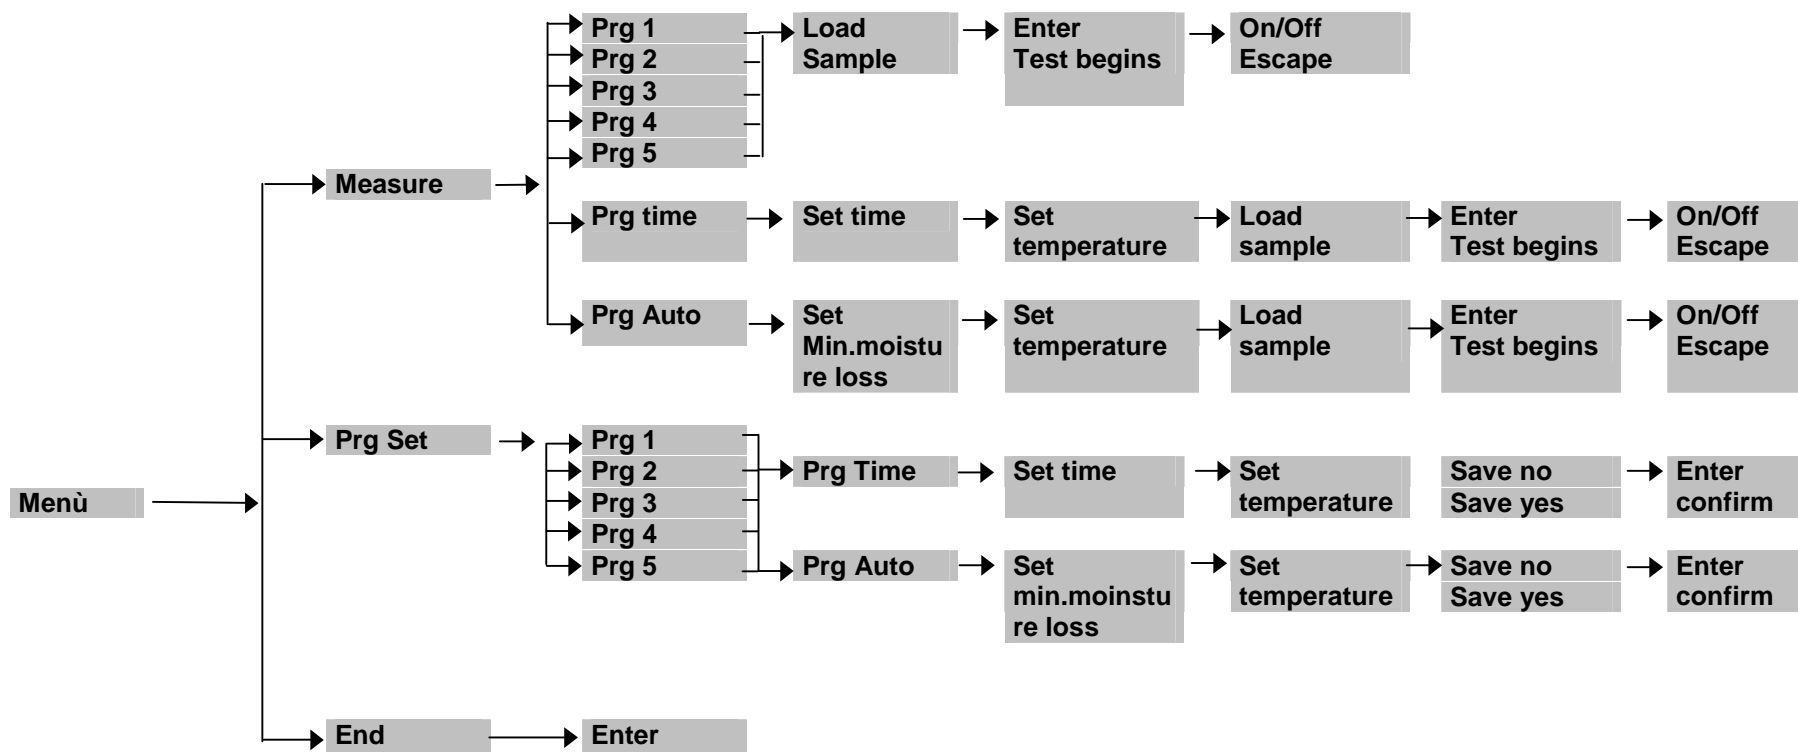 Prg 1
Prg 2
Prg 3
Prg 4
Prg 5
Load
Sample
Enter
Test begins
On/Off
Escape
Measure
Prg time
Set time
Set
temperature
Load
sample
Enter
Test begins
On/Off
Escape
Prg Auto
Set
Min.moistu
re loss
Set
temperature
Load
sample
Enter
Test begins
On/Off
Escape
Menù
Prg Set
Prg 1
Prg 2
Prg 3
Prg 4
Prg 5
Prg Time
Set time
Set
temperature
Save no
Save yes
Enter
confirm
Prg Auto
Set
min.moinstu
re loss
Set
temperature
Save no
Save yes
Enter
confirm
End
Enter